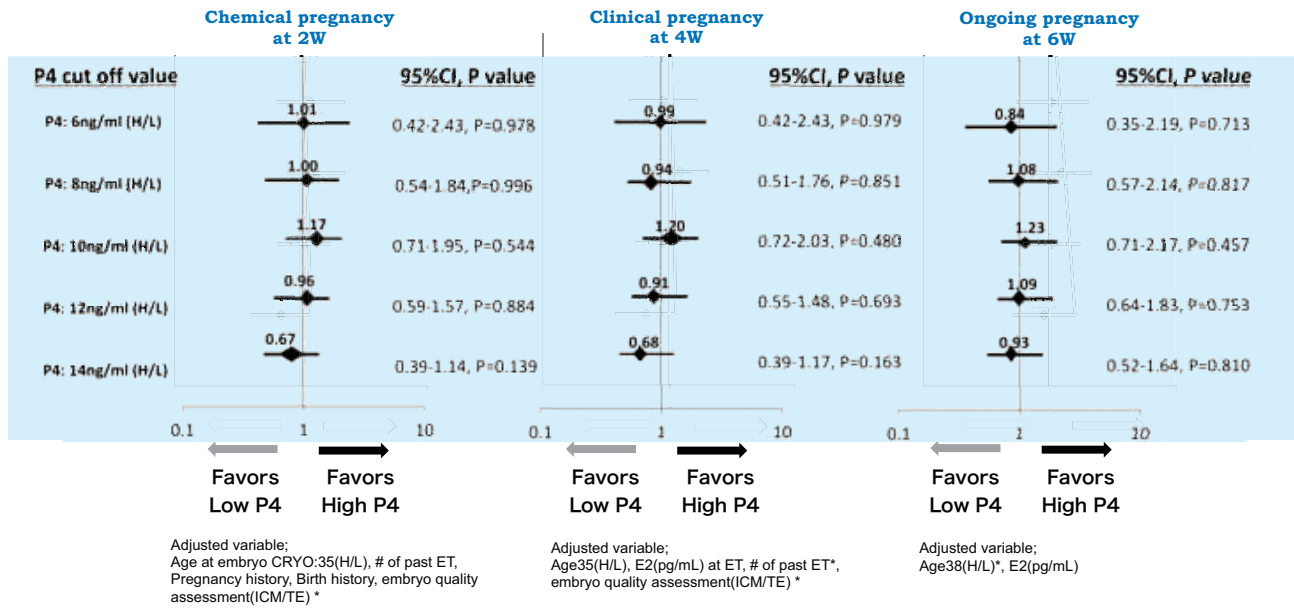 Chemical pregnancy
at 2W
Clinical pregnancy
at 4W
Ongoing pregnancy
at 6W
P4 cut off value
95%CI, P value
95%CI, P value
95%CI, P value
P4: 6ng/ml (H/L)
1.01
0.42-2.43, P=0.978
0.99
0.42-2.43, P=0.979
0.84
0.35-2.19, P=0.713
P4: 8ng/ml (H/L)
1.00
0.54-1.84,P=0.996
0.94
0.51-1.76, P=0.851
1.08
0.57-2.14, P=0.817
P4: 10ng/ml (H/L)
1.17
0.71-1.95, P=0.544
1.20
0.72-2.03, P=0.480
1.23
0.71-2.17, P=0.457
P4: 12ng/ml (H/L)
0.96
0.59-1.57, P=0.884
0.91
0.55-1.48, P=0.693
1.09
0.64-1.83, P=0.753
P4: 14ng/ml (H/L)
0.67
0.39-1.14, P=0.139
0.68
0.39-1.17, P=0.163
0.93
0.52-1.64, P=0.810
0.1 1 10
0.1 1 10
0.1 1 10
Favors
Low P4
Favors
High P4
Favors
Low P4
Favors
High P4
Favors
Low P4
Favors
High P4
Adjusted variable;
Age at embryo CRYO:35(H/L), # of past ET,
Pregnancy history, Birth history, embryo quality
assessment(ICM/TE) *
Adjusted variable;
Age35(H/L), E2(pg/mL) at ET, # of past ET*,
embryo quality assessment(ICM/TE) *
Adjusted variable;
Age38(H/L)*, E2(pg/mL)